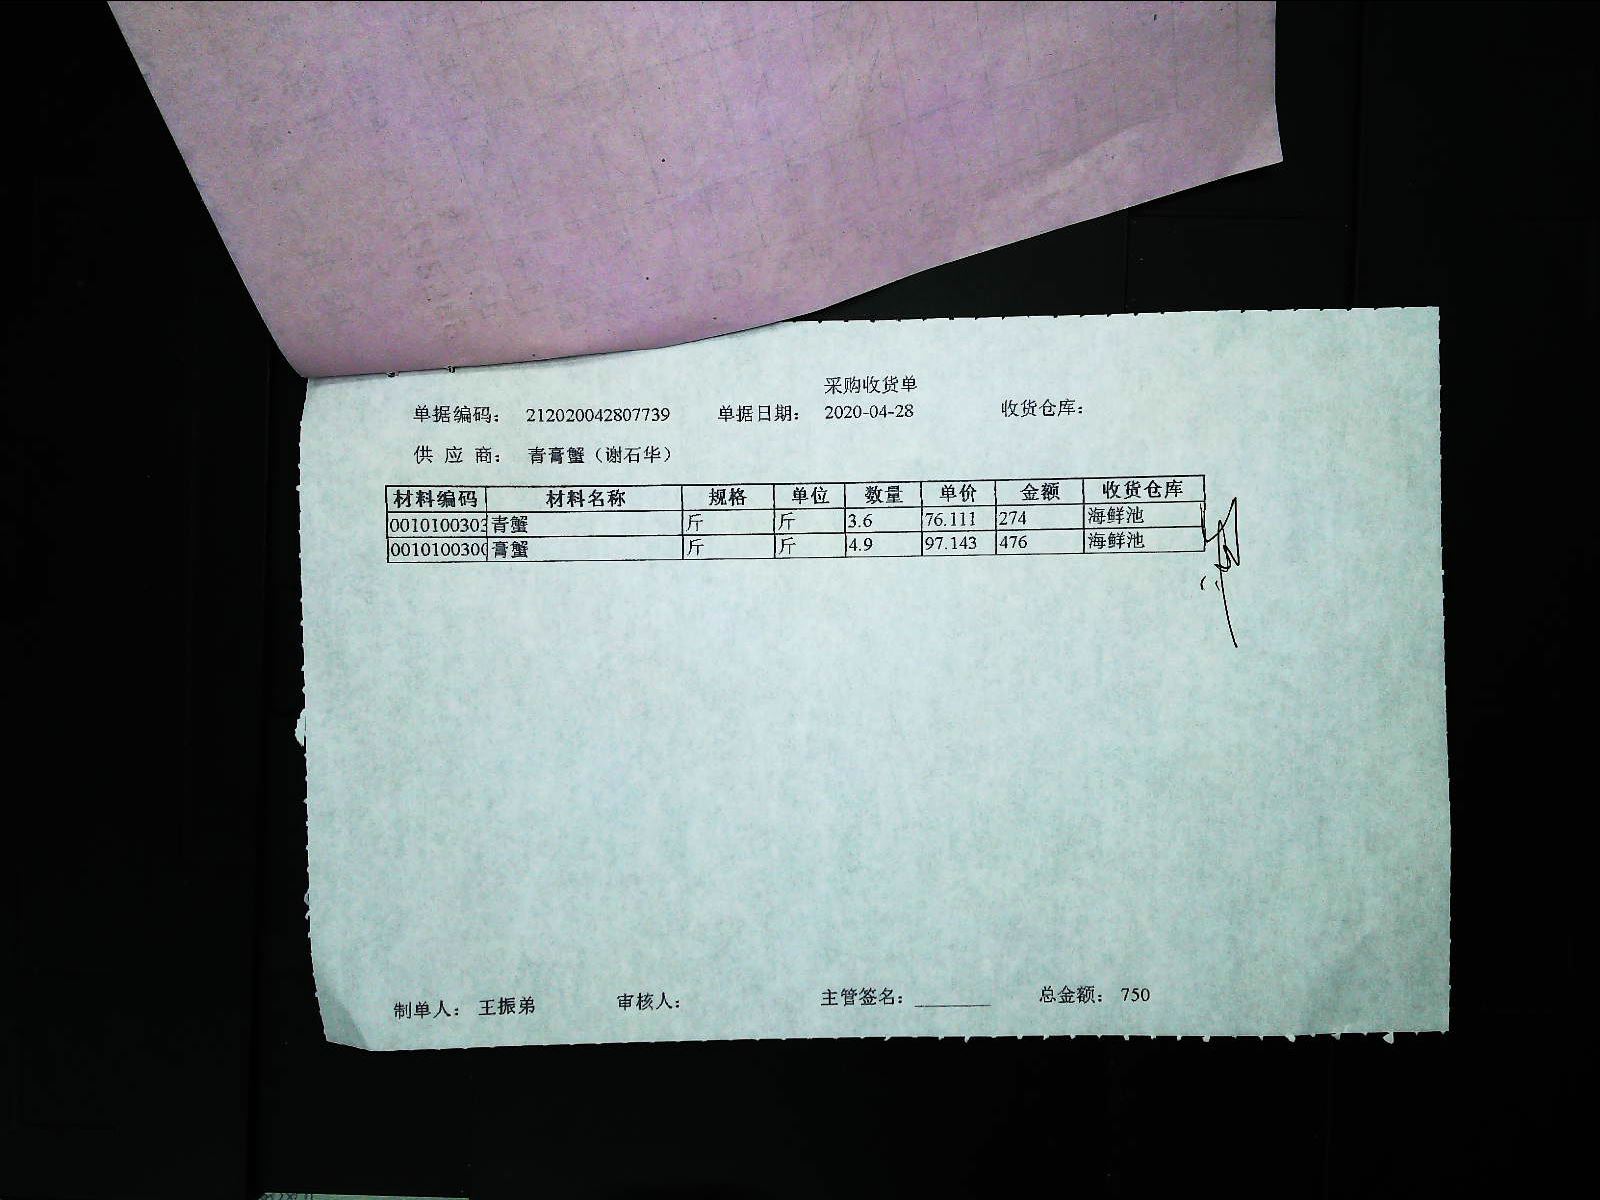 采购收货单
单据编码： 212020042807739 单据日期： 2020-04-28 收货仓库：
供 应 商： 青膏蟹（谢石华）
材料编码 材料名称 规格 单位 数量 单价 金额 收货仓库
0010100303 青蟹 斤 斤 3.6 76.111 274 海鲜池
0010100300 膏蟹 斤 斤 4.9 97.143 476 海鲜池
制单人： 王振弟 审核人： 主管签名：________ 总金额： 750